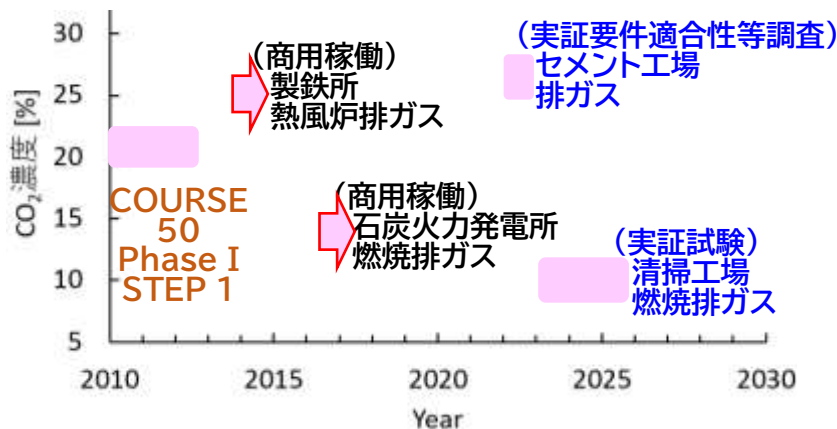 CO₂濃度 [%]
30
25
20
15
10
5
(商用稼働)
製鉄所
熱風炉排ガス
(実証要件適合性等調査)
セメント工場
排ガス
COURSE
50
Phase I
STEP 1
(商用稼働)
石炭火力発電所
燃焼排ガス
(実証試験)
清掃工場
燃焼排ガス
2010 2015 2020 2025 2030
Year